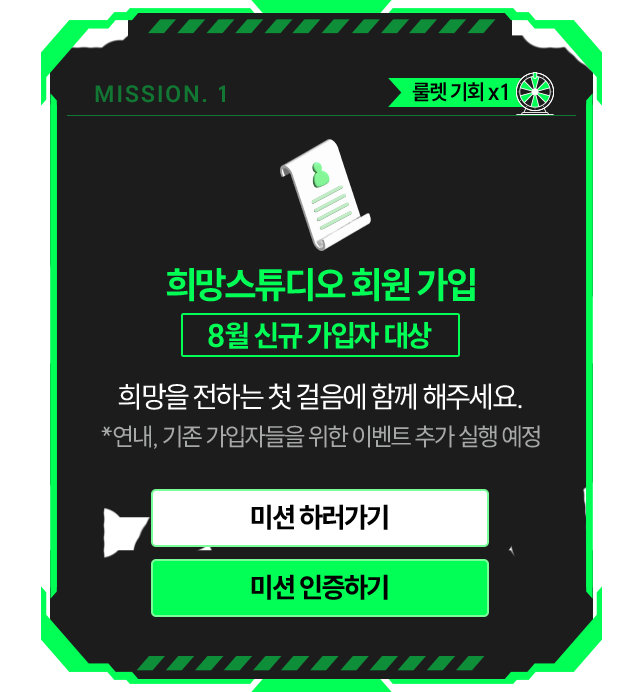 MISSION. 1
룰렛 기회 x1
희망스튜디오 회원 가입
8월 신규 가입자 대상
희망을 전하는 첫 걸음에 함께 해주세요.
*연내, 기존 가입자들을 위한 이벤트 추가 실행 예정
미션 하러가기
미션 인증하기